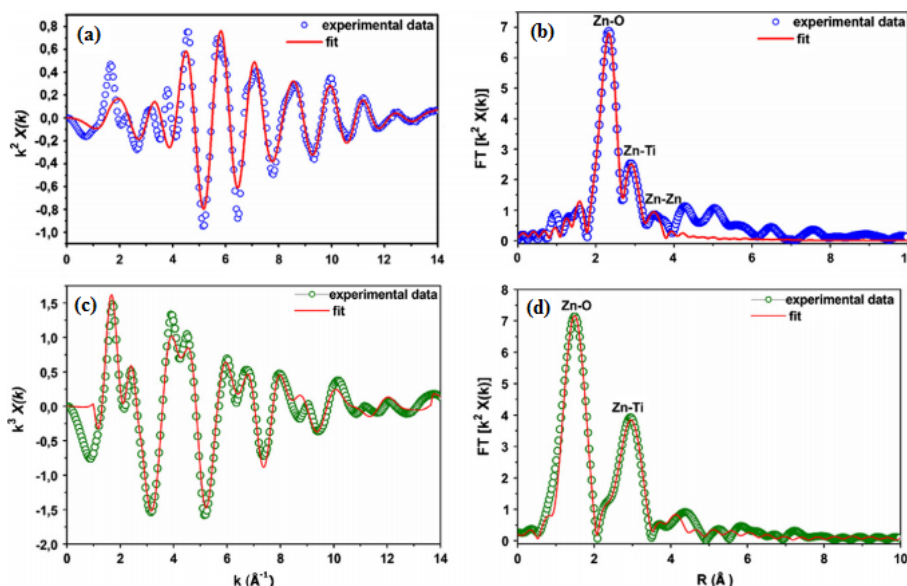 (a)
experimental data
fit
k² X(k)
0,8
0,6
0,4
0,2
0,0
-0,2
-0,4
-0,6
-0,8
-1,0
0 2 4 6 8 10 12 14
(b)
experimental data
fit
Zn-O
Zn-Ti
Zn-Zn
FT [k² X(k)]
7
6
5
4
3
2
1
0
0 2 4 6 8 10
(c)
experimental data
fit
k³ X(k)
1,5
1,0
0,5
0,0
-0,5
-1,0
-1,5
-2,0
0 2 4 6 8 10 12 14
k (Å⁻¹)
(d)
experimental data
fit
Zn-O
Zn-Ti
FT [k² X(k)]
8
7
6
5
4
3
2
1
0
0 2 4 6 8 10
R (Å)